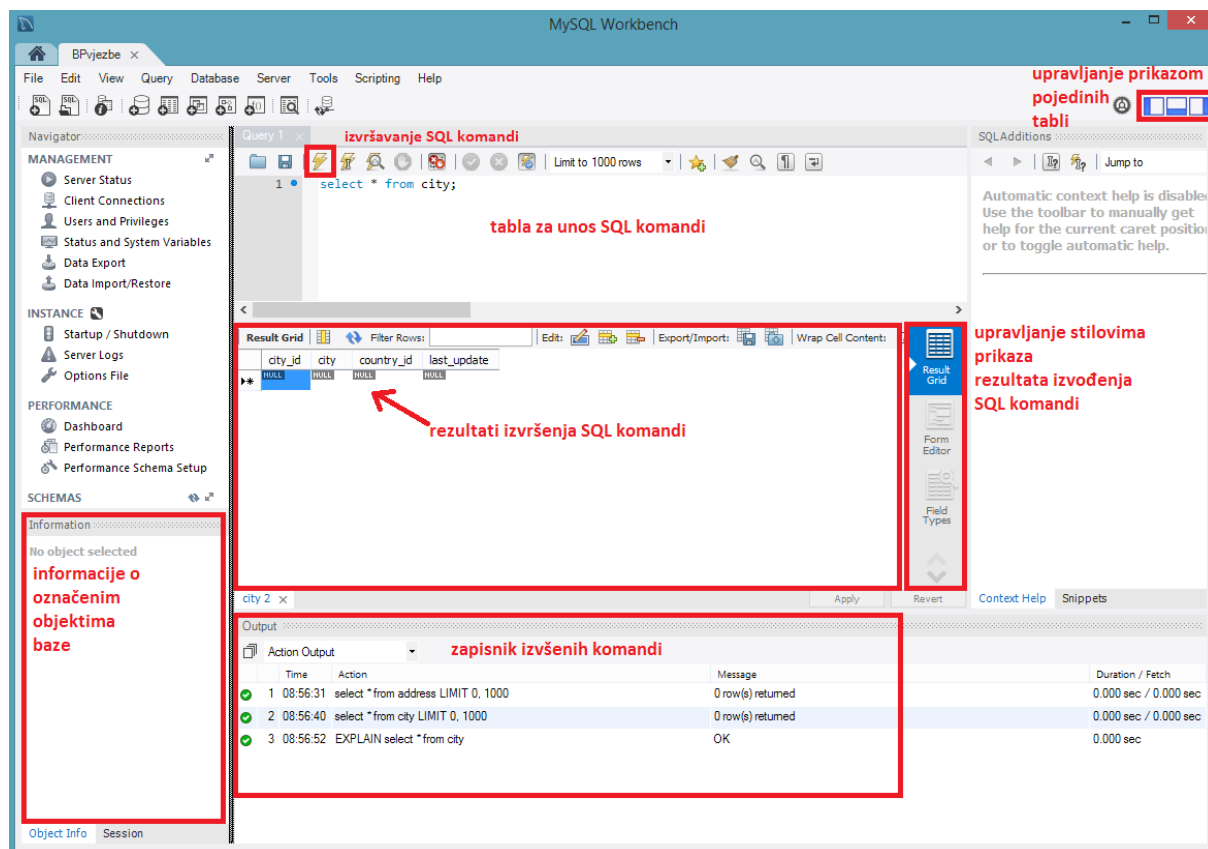 MySQL Workbench
BPvjezbe
File Edit View Query Database Server Tools Scripting Help
upravljanje prikazom
pojedinih
tabli
Navigator
MANAGEMENT
Server Status
Client Connections
Users and Privileges
Status and System Variables
Data Export
Data Import/Restore
INSTANCE
Startup / Shutdown
Server Logs
Options File
PERFORMANCE
Dashboard
Performance Reports
Performance Schema Setup
SCHEMAS
Information
No object selected
informacije o
označenim
objektima
baze
Object Info Session
Query 1
izvršavanje SQL komandi
Limit to 1000 rows
1 select * from city;
tabla za unos SQL komandi
Result Grid Filter Rows: Edit: Export/Import: Wrap Cell Content:
city_id city country_id last_update
NULL NULL NULL NULL
rezultati izvršenja SQL komandi
Result
Grid
Form
Editor
Field
Types
city 2 Apply Revert
SQLAdditions
Jump to
Automatic context help is disable
Use the toolbar to manually get
help for the current caret position
or to toggle automatic help.
upravljanje stilovima
prikaza
rezultata izvođenja
SQL komandi
Context Help Snippets
Output
Action Output
zapisnik izvšenih komandi
Time Action Message Duration / Fetch
1 08:56:31 select * from address LIMIT 0, 1000 0 row(s) returned 0.000 sec / 0.000 sec
2 08:56:40 select * from city LIMIT 0, 1000 0 row(s) returned 0.000 sec / 0.000 sec
3 08:56:52 EXPLAIN select * from city OK 0.000 sec